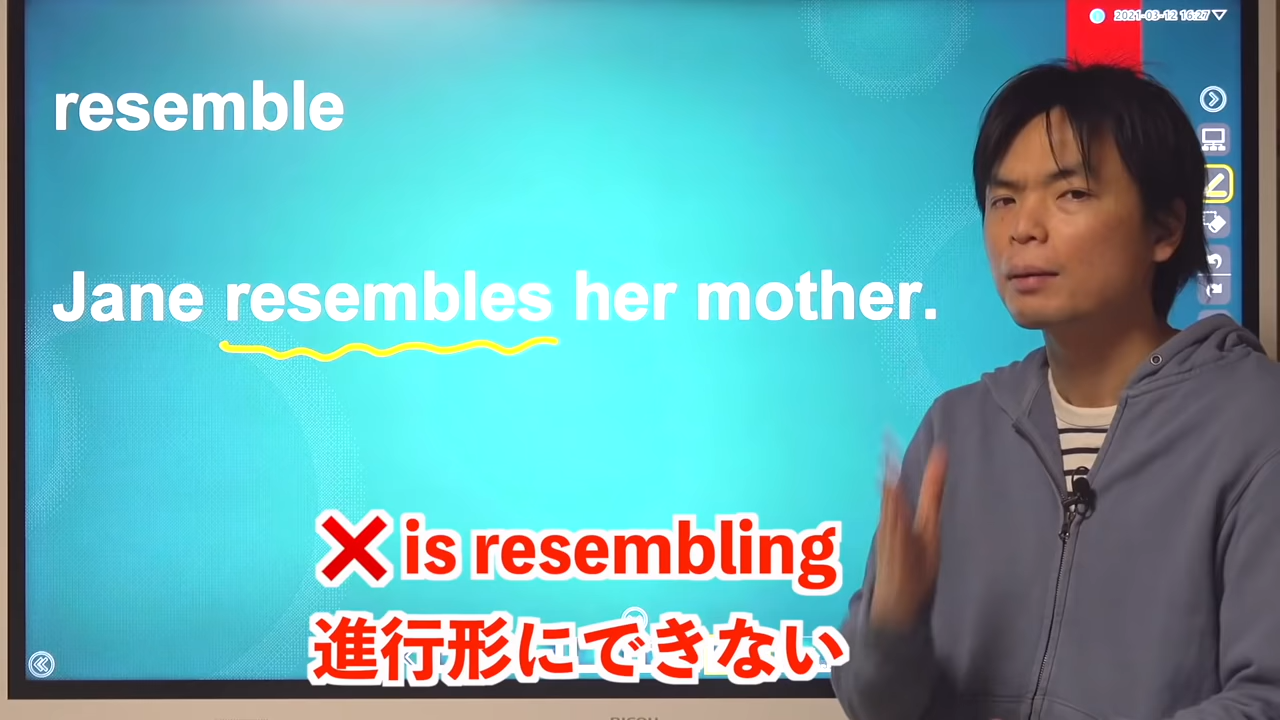 2021-03-12 16:27
resemble
Jane resembles her mother.
❌ is resembling
進行形にできない
RICOH